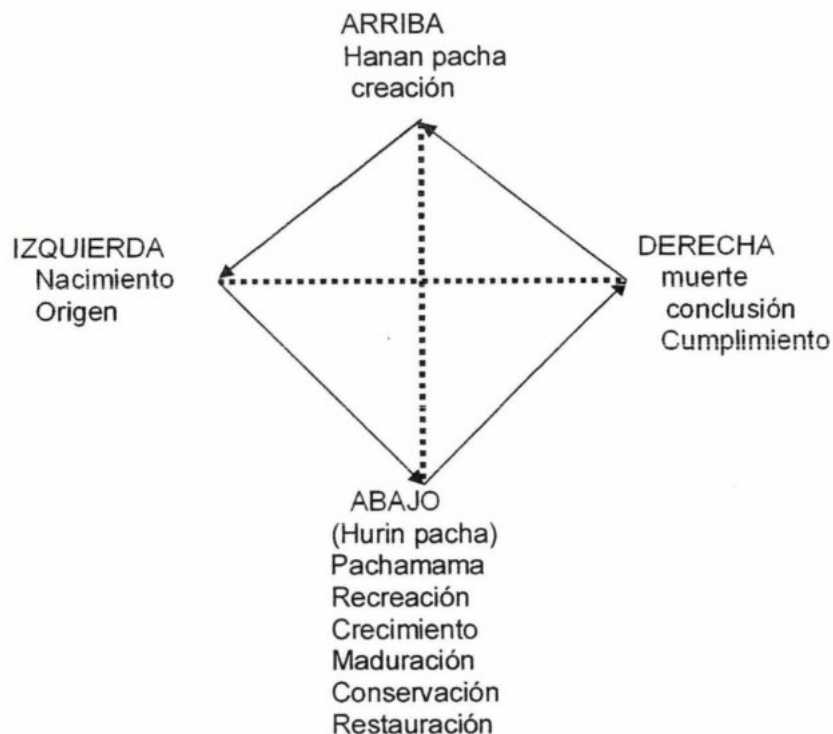 ARRIBA
Hanan pacha
creación
IZQUIERDA
Nacimiento
Origen
DERECHA
muerte
conclusión
Cumplimiento
ABAJO
(Hurin pacha)
Pachamama
Recreación
Crecimiento
Maduración
Conservación
Restauración